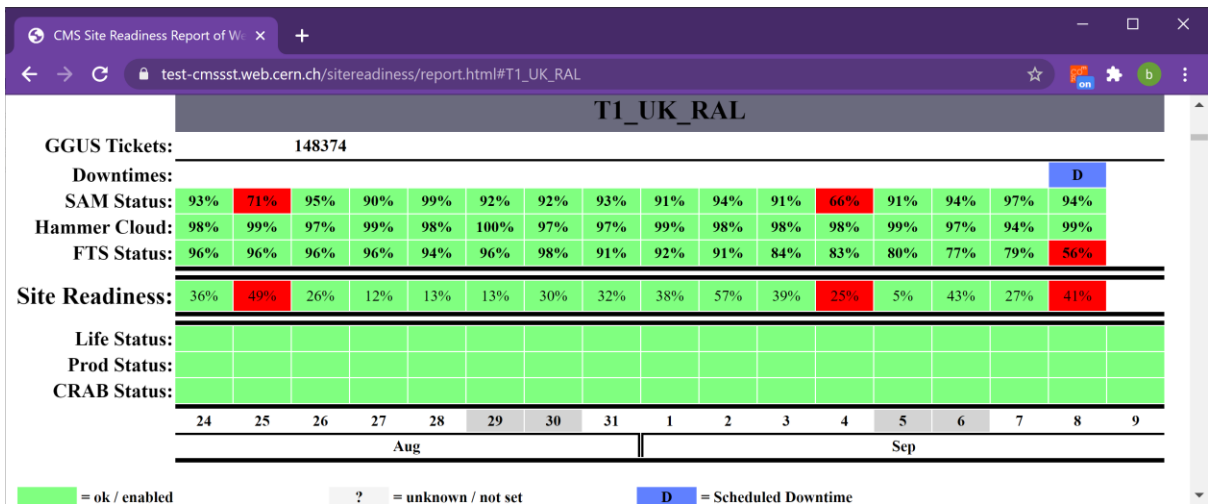 CMS Site Readiness Report of We
test-cmssst.web.cern.ch/sitereadiness/report.html#T1_UK_RAL
on
b
T1_UK_RAL
GGUS Tickets: 148374
Downtimes: D
SAM Status: 93% 71% 95% 90% 99% 92% 92% 93% 91% 94% 91% 66% 91% 94% 97% 94%
Hammer Cloud: 98% 99% 97% 99% 98% 100% 97% 97% 99% 98% 98% 98% 99% 97% 94% 99%
FTS Status: 96% 96% 96% 96% 94% 96% 98% 91% 92% 91% 84% 83% 80% 77% 79% 56%
Site Readiness: 36% 49% 26% 12% 13% 13% 30% 32% 38% 57% 39% 25% 5% 43% 27% 41%
Life Status:
Prod Status:
CRAB Status:
24 25 26 27 28 29 30 31 1 2 3 4 5 6 7 8 9
Aug Sep
= ok / enabled ? = unknown / not set D = Scheduled Downtime